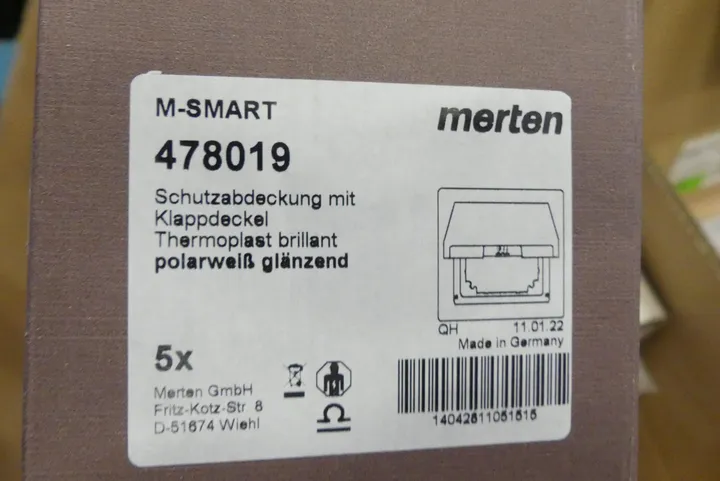 M-SMART
merten
478019
Schutzabdeckung mit
Klappdeckel
Thermoplast brillant
polarweiß glänzend
QH 11.01.22
Made in Germany
5x
Merten GmbH
Fritz-Kotz-Str. 8
D-51674 Wiehl
14042811051515